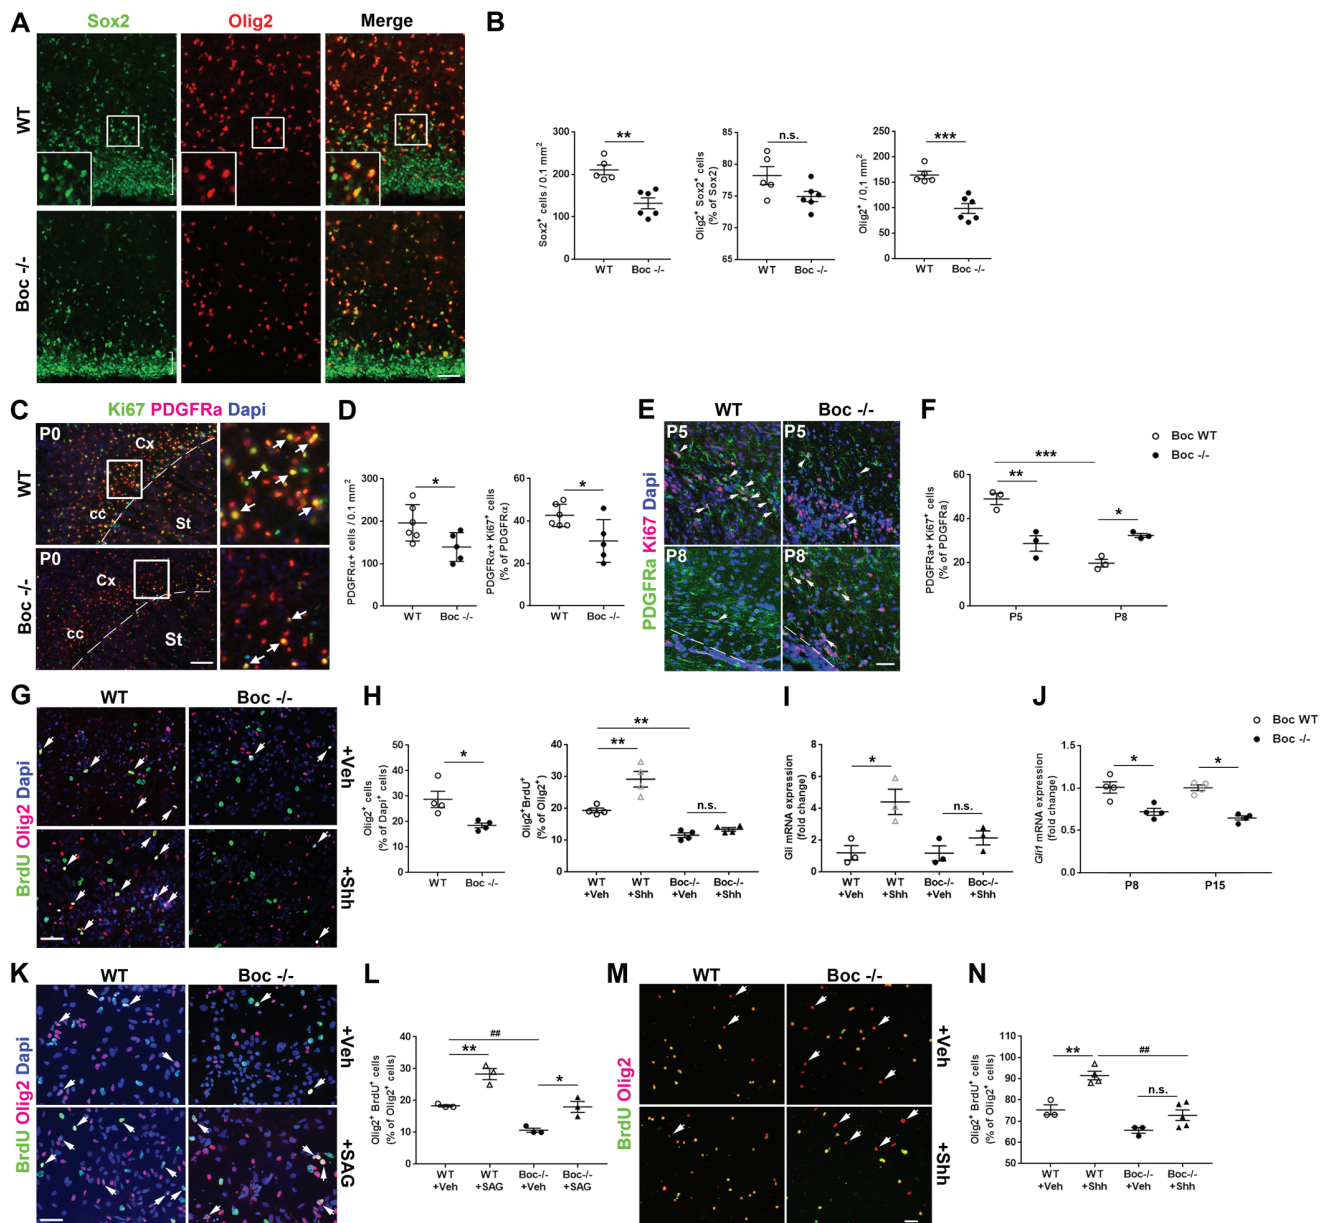 A
Sox2
Olig2
Merge
WT
Boc -/-
B
Sox2+ cells / 0.1 mm2
300
200
100
0
**
WT
Boc -/-
Olig2+ Sox2+ cells
(% of Sox2)
85
80
75
70
65
n.s.
WT
Boc -/-
Olig2+ / 0,1 mm2
250
200
150
100
50
0
***
WT
Boc -/-
C
Ki67 PDGFRa Dapi
WT
Boc -/-
P0
Cx
cc
St
P0
Cx
cc
St
D
PDGFRα+ cells / 0,1 mm2
300
200
100
0
*
WT
Boc -/-
PDGFRα+ Ki67+ cells
(% of PDGFRα)
60
40
20
0
*
WT
Boc -/-
E
WT
Boc -/-
PDGFRa Ki67 Dapi
P5
P5
P8
P8
F
Boc WT
Boc -/-
PDGFRa+ Ki67+ cells
(% of PDGFRa)
60
40
20
0
***
**
*
P5
P8
G
WT
Boc -/-
BrdU Olig2 Dapi
+Veh
+Shh
H
Olig2+ cells
(% of Dapi+ cells)
50
40
30
20
10
0
*
WT
Boc -/-
Olig2+BrdU+
(% of Olig2+)
40
30
20
10
0
**
**
n.s.
WT
+Veh
WT
+Shh
Boc-/-
+Veh
Boc-/-
+Shh
I
Gli mRNA expression
(fold change)
8
6
4
2
0
*
n.s.
WT
+Veh
WT
+Shh
Boc-/-
+Veh
Boc-/-
+Shh
J
Boc WT
Boc -/-
Gli1 mRNA expression
(fold change)
1.5
1.0
0.5
0.0
*
*
P8
P15
K
WT
Boc -/-
BrdU Olig2 Dapi
+Veh
+SAG
L
Olig2+ BrdU+ cells
(% of Olig2+ cells)
40
30
20
10
0
##
**
*
WT
+Veh
WT
+SAG
Boc-/-
+Veh
Boc-/-
+SAG
M
WT
Boc -/-
BrdU Olig2
+Veh
+Shh
N
Olig2+ BrdU+ cells
(% of Olig2+ cells)
110
100
90
80
70
60
50
**
##
n.s.
WT
+Veh
WT
+Shh
Boc-/-
+Veh
Boc-/-
+Shh